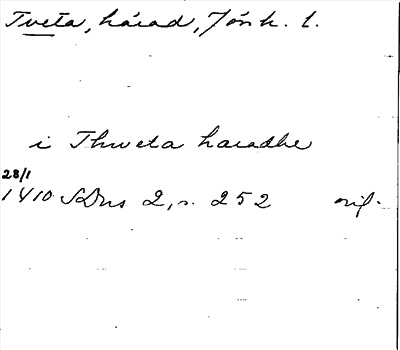 Tveta, härad, Jönk. l.
i Thweta haradhe
28/1
1410 SDns 2, s. 252 orig.